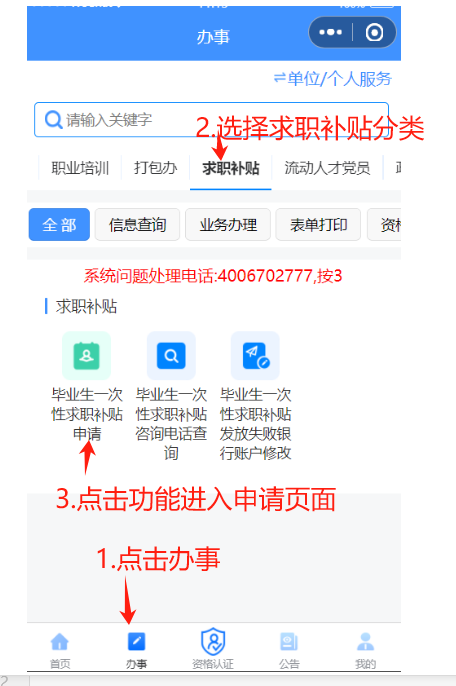 办事
⇌单位/个人服务
请输入关键字
2.选择求职补贴分类
职业培训 打包办 求职补贴 流动人才党员
全部 信息查询 业务办理 表单打印 资
系统问题处理电话:4006702777,按3
求职补贴
毕业生一次 毕业生一次 毕业生一次
性求职补贴 性求职补贴 性求职补贴
申请 咨询电话查 发放失败银
询 行账户修改
3.点击功能进入申请页面
1.点击办事
首页 办事 资格认证 公告 我的
2